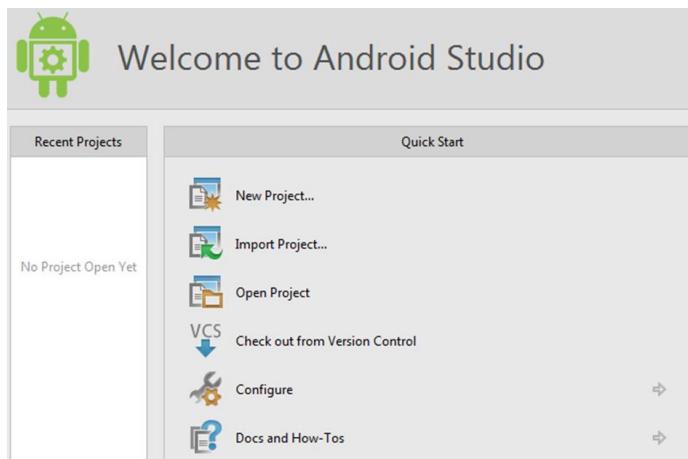 Welcome to Android Studio
Recent Projects
No Project Open Yet
Quick Start
New Project...
Import Project...
Open Project
VCS
Check out from Version Control
Configure
Docs and How-Tos